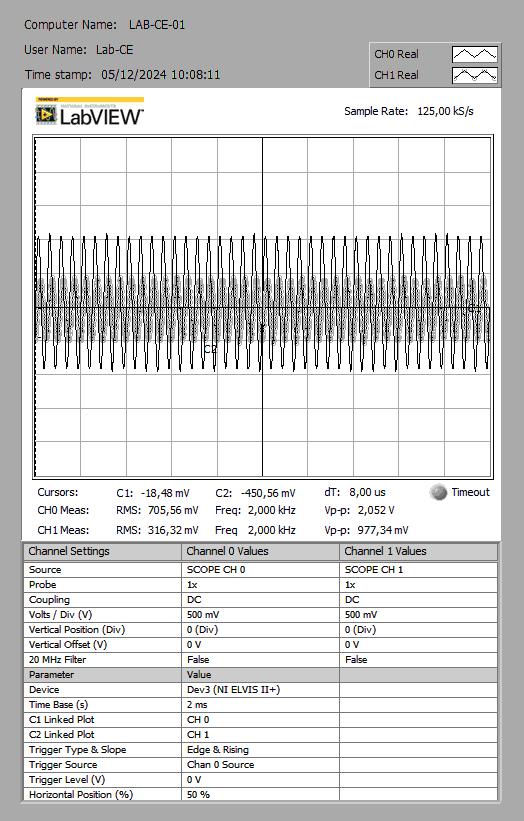 Computer Name: LAB-CE-01
User Name: Lab-CE
Time stamp: 05/12/2024 10:08:11
CH0 Real
CH1 Real
POWERED BY
NATIONAL INSTRUMENTS
LabVIEW™
Sample Rate: 125,00 kS/s
C2
Cursors: C1: -18,48 mV C2: -450,56 mV dT: 8,00 us Timeout
CH0 Meas: RMS: 705,56 mV Freq: 2,000 kHz Vp-p: 2,052 V
CH1 Meas: RMS: 316,32 mV Freq 2,000 kHz Vp-p: 977,34 mV
Channel Settings Channel 0 Values Channel 1 Values
Source SCOPE CH 0 SCOPE CH 1
Probe 1x 1x
Coupling DC DC
Volts / Div (V) 500 mV 500 mV
Vertical Position (Div) 0 (Div) 0 (Div)
Vertical Offset (V) 0 V 0 V
20 MHz Filter False False
Parameter Value
Device Dev3 (NI ELVIS II+)
Time Base (s) 2 ms
C1 Linked Plot CH 0
C2 Linked Plot CH 1
Trigger Type & Slope Edge & Rising
Trigger Source Chan 0 Source
Trigger Level (V) 0 V
Horizontal Position (%) 50 %